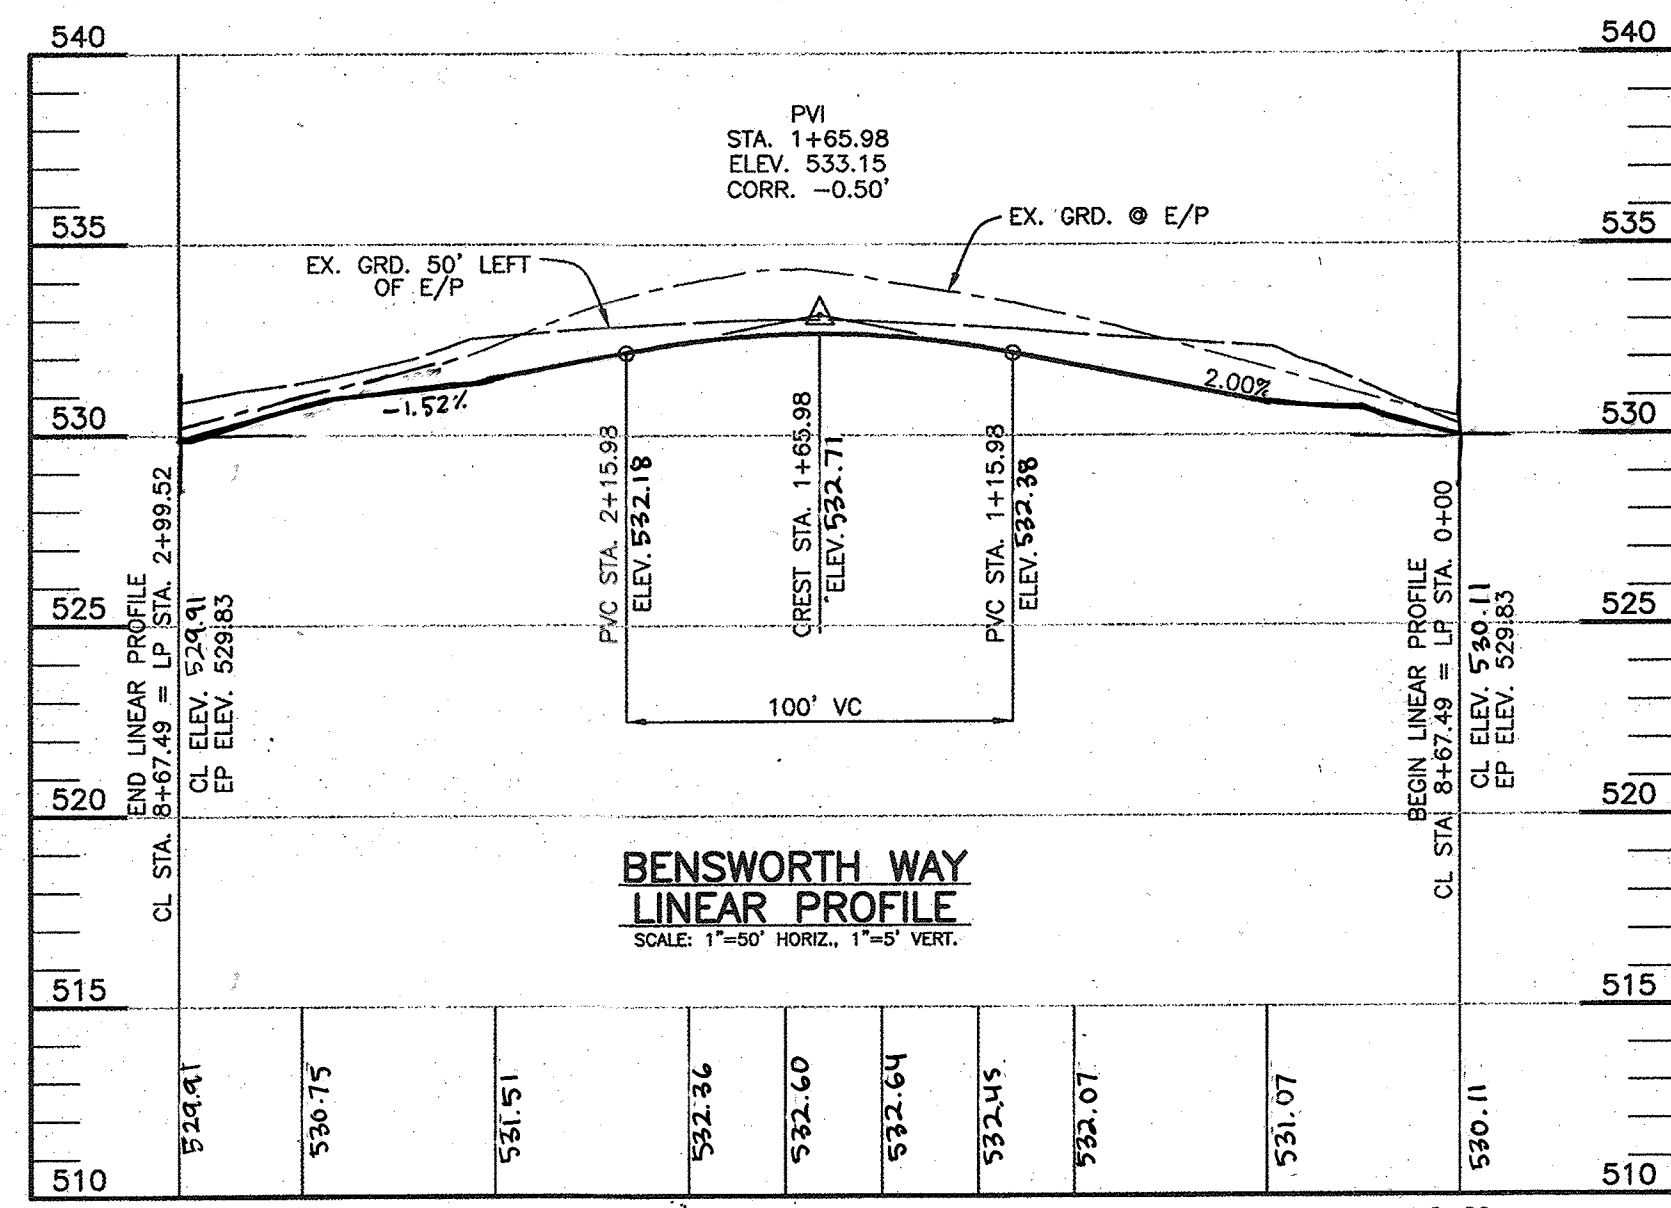 540
540
PVI
STA. 1+65.98
ELEV. 533.15
CORR. -0.50'
EX. GRD. @ E/P
535
535
EX. GRD. 50' LEFT
OF E/P
-1.52%
2.00%
530
530
END LINEAR PROFILE
CL STA. 8+67.49 = LP STA. 2+99.52
CL ELEV. 529.91
EP ELEV. 529.83
PVC STA. 2+15.98
ELEV. 532.18
CREST STA. 1+65.98
ELEV. 532.71
PVC STA. 1+15.98
ELEV. 532.38
BEGIN LINEAR PROFILE
CL STA 8+67.49 = LP STA. 0+00
CL ELEV. 530.11
EP ELEV. 529.83
525
525
100' VC
520
520
BENSWORTH WAY
LINEAR PROFILE
SCALE: 1"=50' HORIZ., 1"=5' VERT.
515
515
529.91
530.75
531.51
532.36
532.60
532.64
532.45
532.07
531.07
530.11
510
510